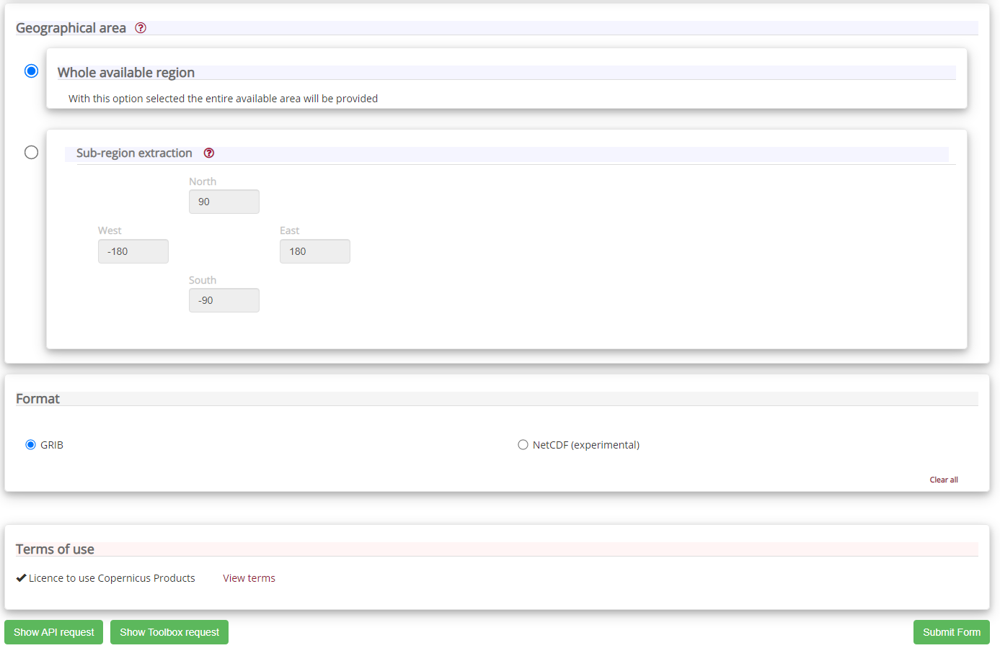 Geographical area ?
Whole available region
With this option selected the entire available area will be provided
Sub-region extraction ?
North
90
West East
-180 180
South
-90
Format
GRIB NetCDF (experimental)
Clear all
Terms of use
Licence to use Copernicus Products View terms
Show API request Show Toolbox request Submit Form